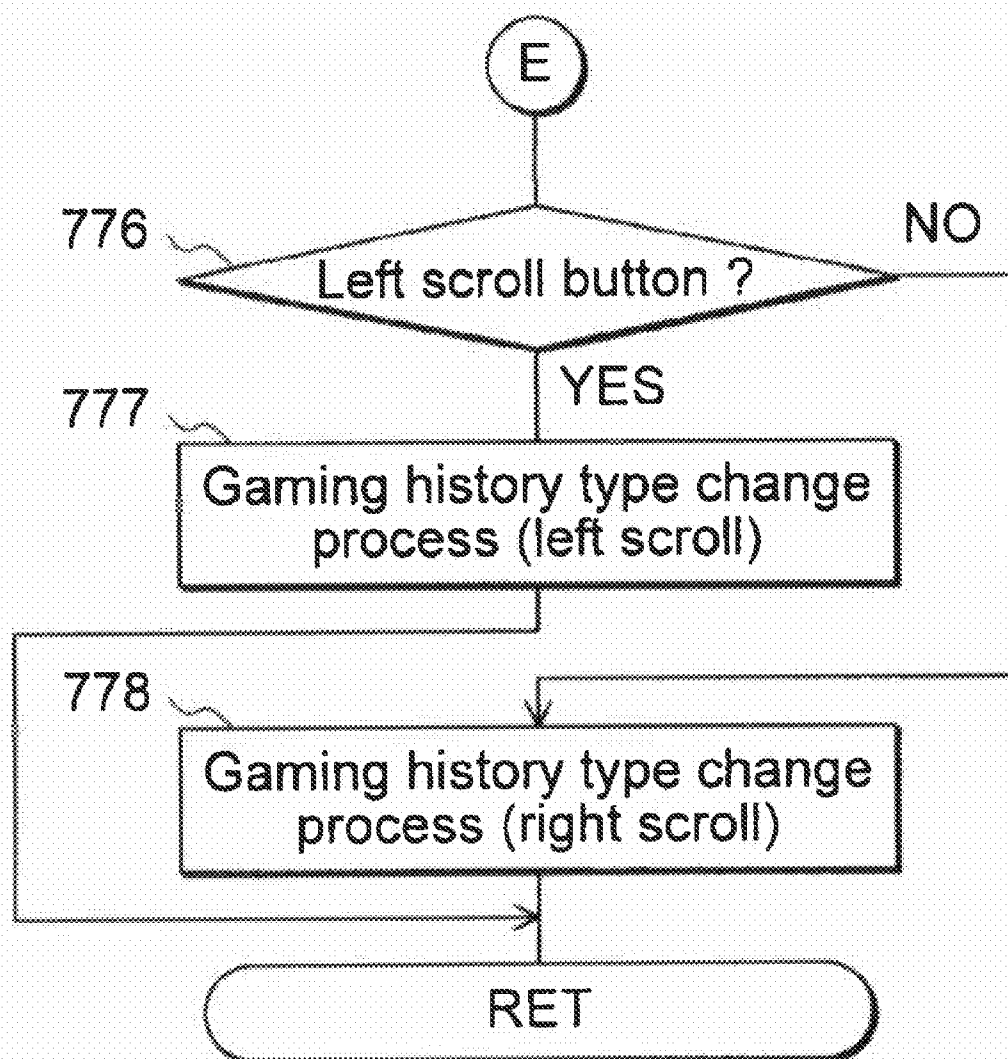 E
776
Left scroll button ?
NO
YES
777
Gaming history type change
process (left scroll)
778
Gaming history type change
process (right scroll)
RET